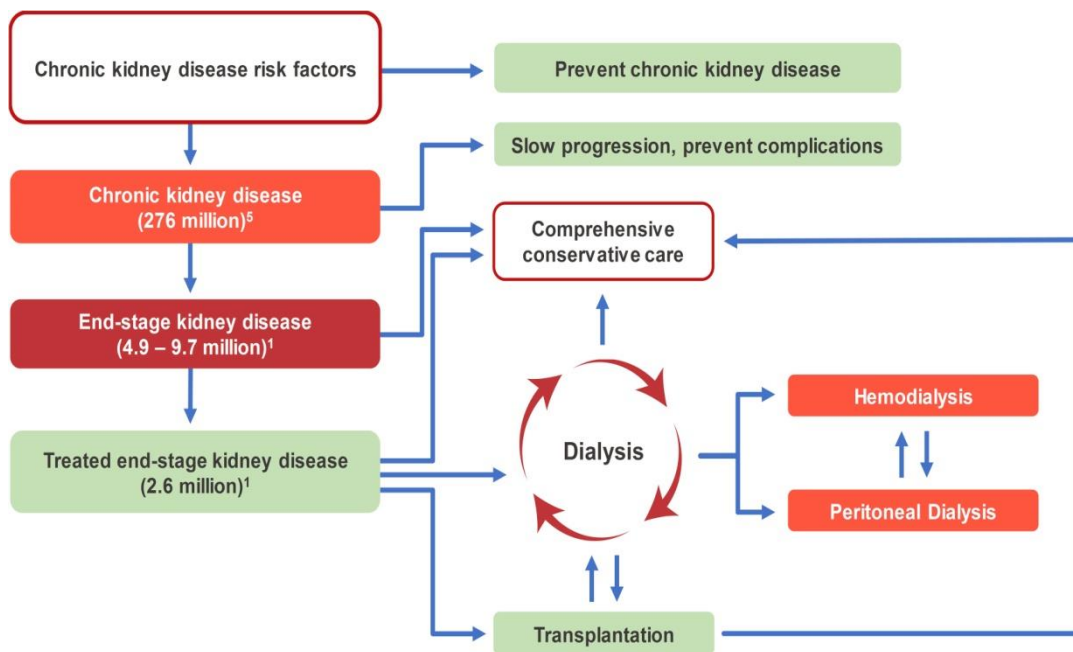 Chronic kidney disease risk factors
Prevent chronic kidney disease
Slow progression, prevent complications
Chronic kidney disease
(276 million)⁵
Comprehensive
conservative care
End-stage kidney disease
(4.9 – 9.7 million)¹
Hemodialysis
Treated end-stage kidney disease
(2.6 million)¹
Dialysis
Peritoneal Dialysis
Transplantation